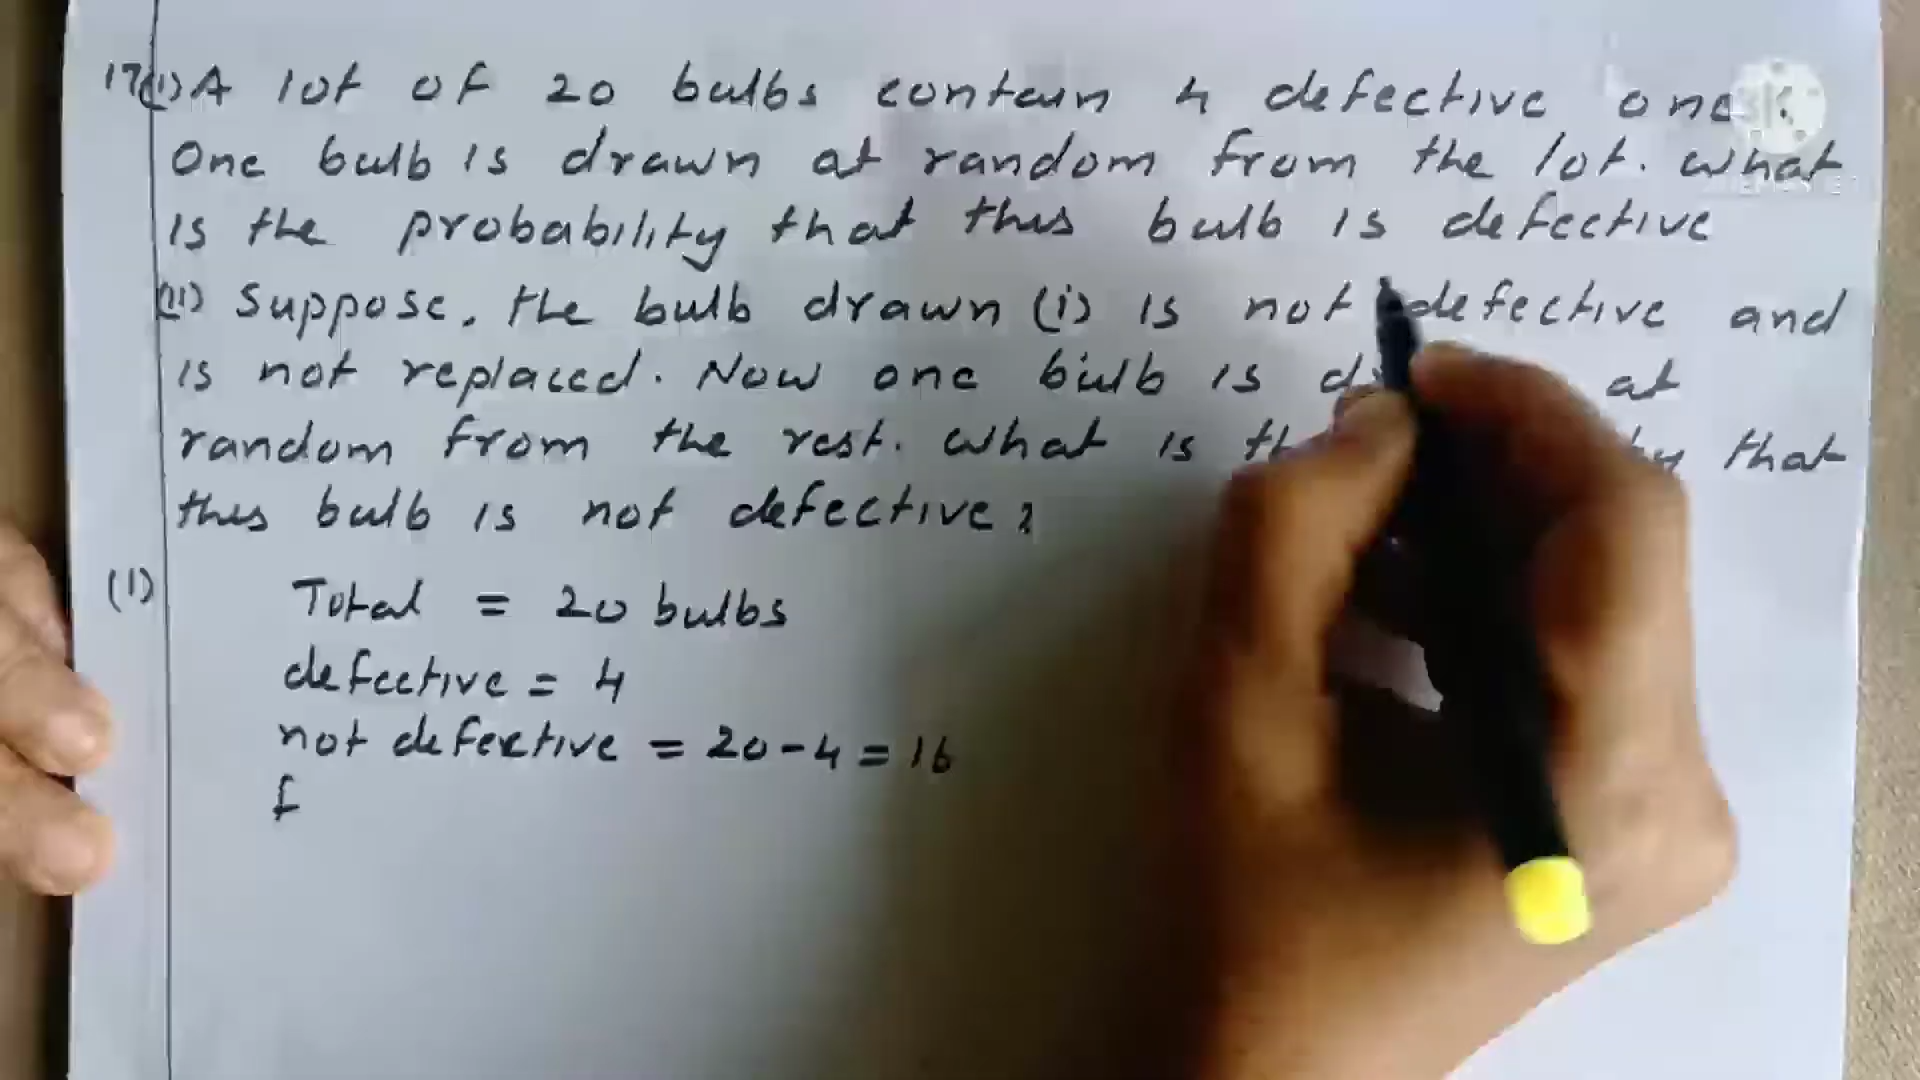 17(i) A lot of 20 bulbs contain 4 defective one
One bulb is drawn at random from the lot. what
is the probability that this bulb is defective
(ii) Suppose, the bulb drawn (i) is not defective and
is not replaced. Now one bulb is at
random from the rest. What is that
this bulb is not defective?
(1) Total = 20 bulbs
defective = 4
not defective = 20-4 = 16
f